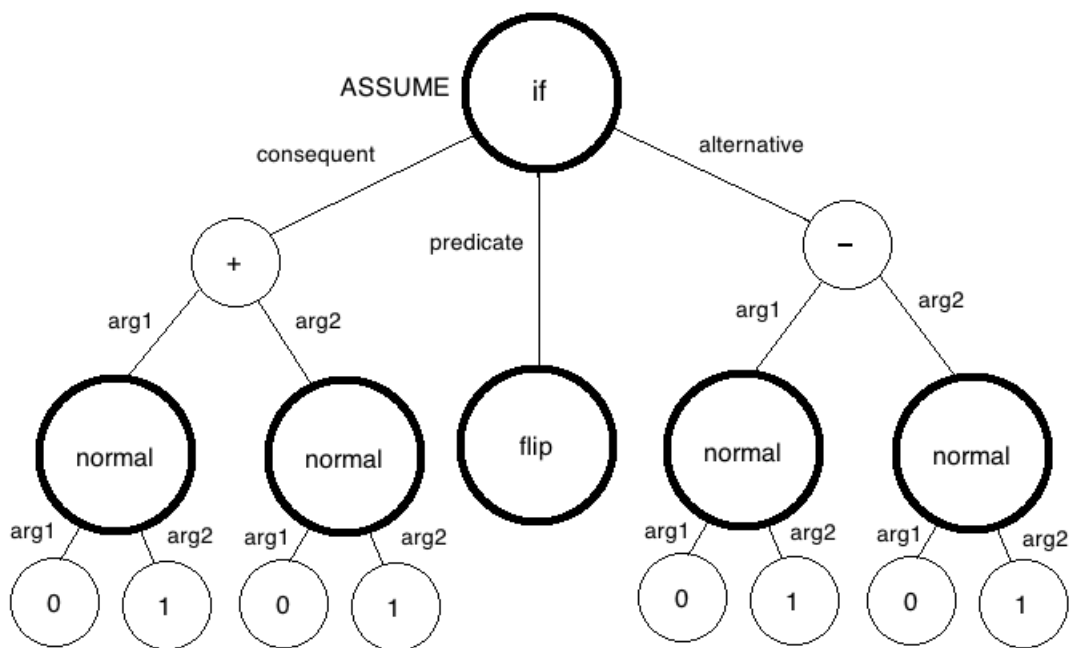 ASSUME
if
consequent
alternative
predicate
+
–
arg1
arg2
arg1
arg2
normal
normal
flip
normal
normal
arg1
arg2
arg1
arg2
arg1
arg2
arg1
arg2
0
1
0
1
0
1
0
1